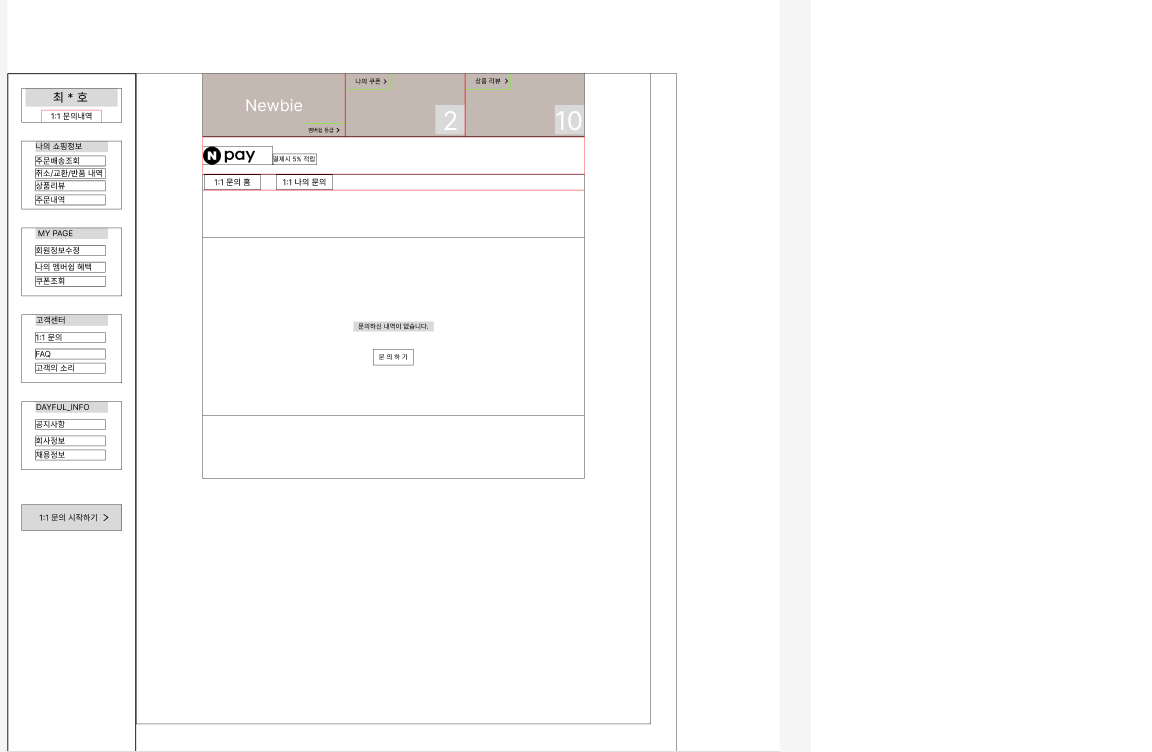 최 * 호
1:1 문의내역
나의 쇼핑정보
주문배송조회
취소/교환/반품 내역
상품리뷰
주문내역
MY PAGE
회원정보수정
나의 멤버쉽 혜택
쿠폰조회
고객센터
1:1 문의
FAQ
고객의 소리
DAYFUL_INFO
공지사항
회사정보
채용정보
1:1 문의 시작하기 >
Newbie
멤버쉽 등급 >
나의 쿠폰 >
2
상품 리뷰 >
10
N pay
결제시 5% 적립
1:1 문의 홈
1:1 나의 문의
문의하신 내역이 없습니다.
문 의 하 기